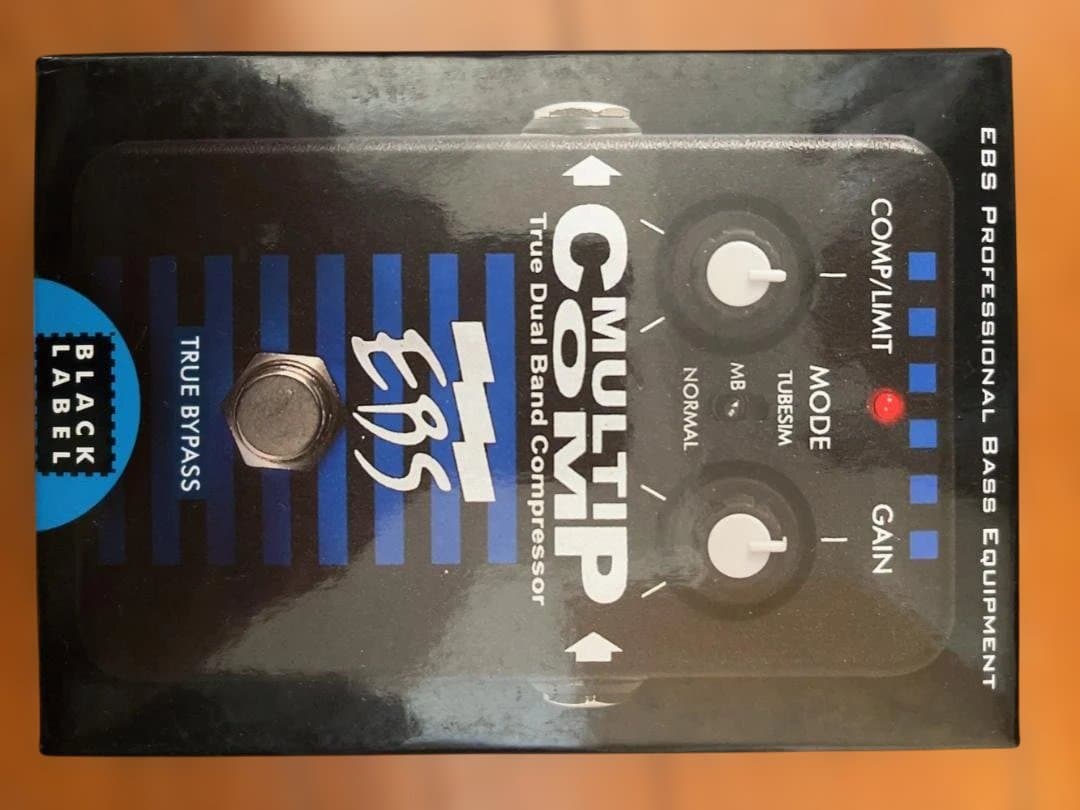 EBS PROFESSIONAL BASS EQUIPMENT
COMP/LIMIT
GAIN
MODE
TUBESIM
MB
NORMAL
MULTI
COMP
True Dual Band Compressor
EBS
TRUE BYPASS
BLACK
LABEL